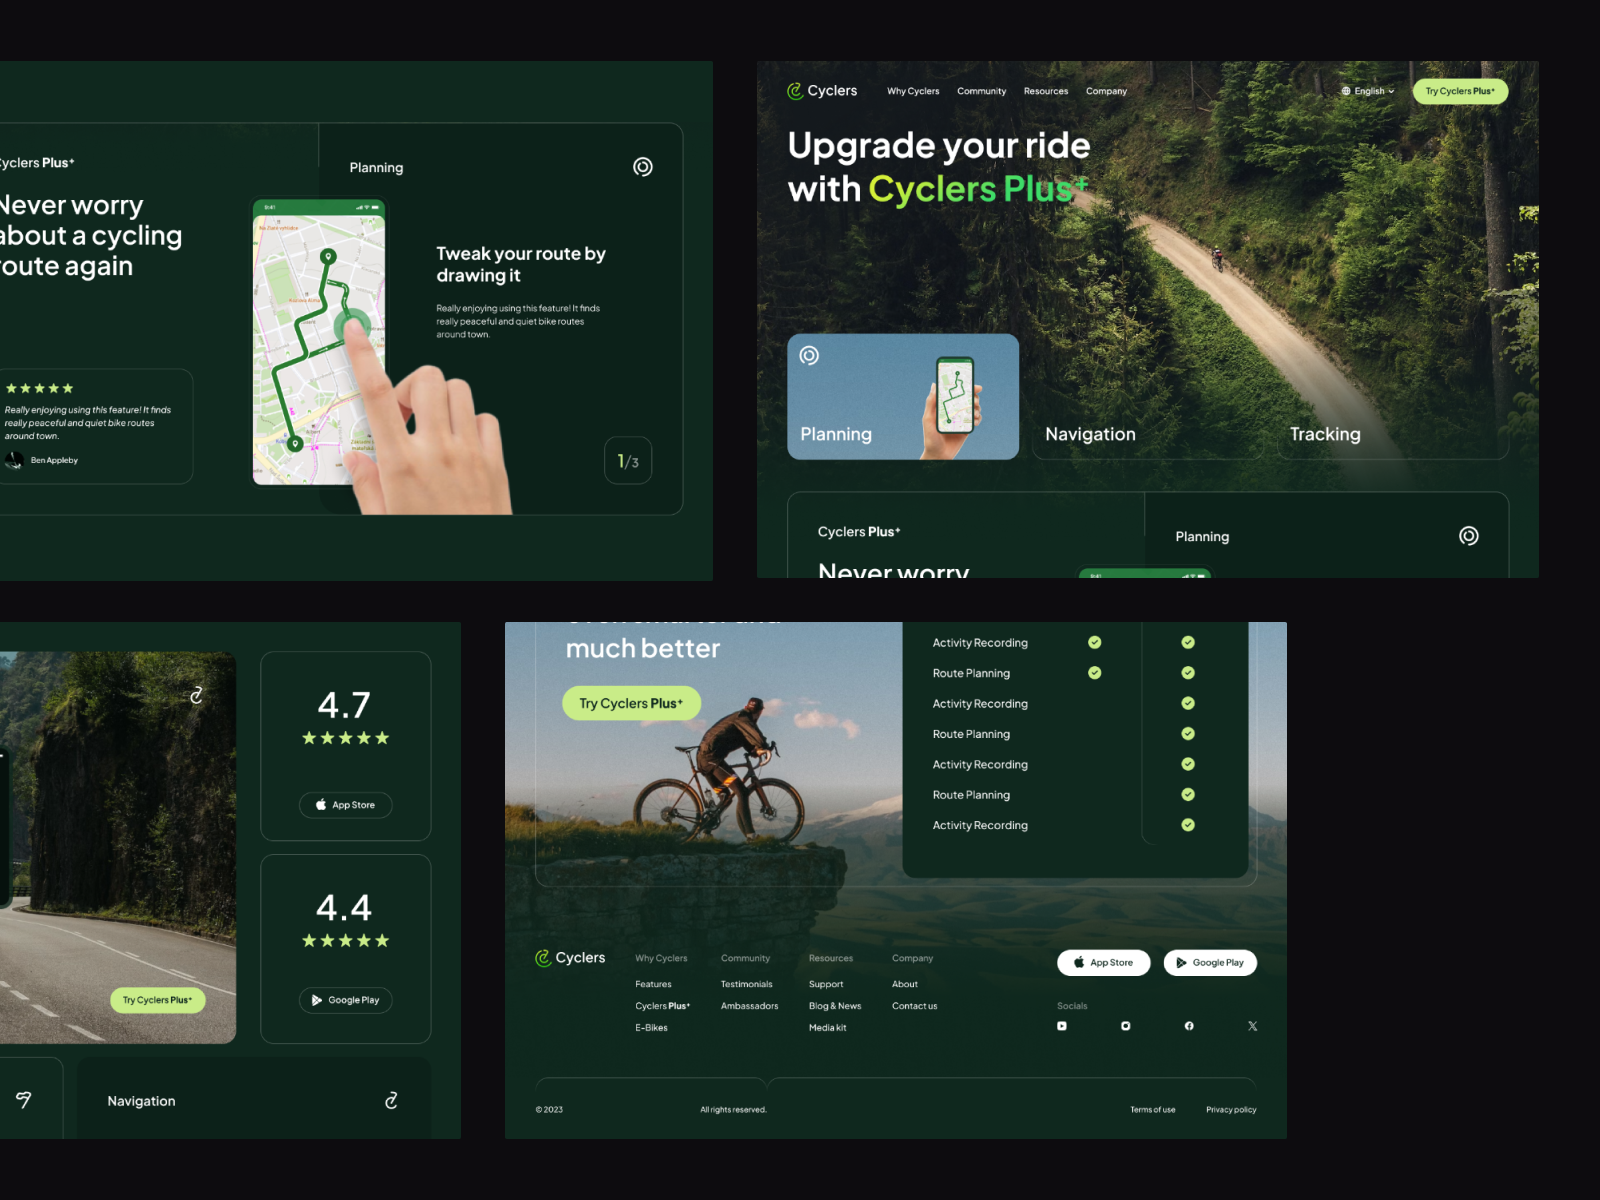 Cyclers Plus+
Never worry
about a cycling
route again
Planning
9:41
Tweak your route by
drawing it
Really enjoying using this feature! It finds
really peaceful and quiet bike routes
around town.
Really enjoying using this feature! It finds
really peaceful and quiet bike routes
around town.
Ben Appleby
1/3
Cyclers
Why Cyclers
Community
Resources
Company
English
Try Cyclers Plus+
Upgrade your ride
with Cyclers Plus+
Planning
Navigation
Tracking
Cyclers Plus+
Never worry
Planning
4.7
App Store
4.4
Google Play
Try Cyclers Plus+
Navigation
much better
Try Cyclers Plus+
Activity Recording
Route Planning
Activity Recording
Route Planning
Activity Recording
Route Planning
Activity Recording
Cyclers
Why Cyclers
Features
Cyclers Plus+
E-Bikes
Community
Testimonials
Ambassadors
Resources
Support
Blog & News
Media kit
Company
About
Contact us
App Store
Google Play
Socials
© 2023
All rights reserved.
Terms of use
Privacy policy